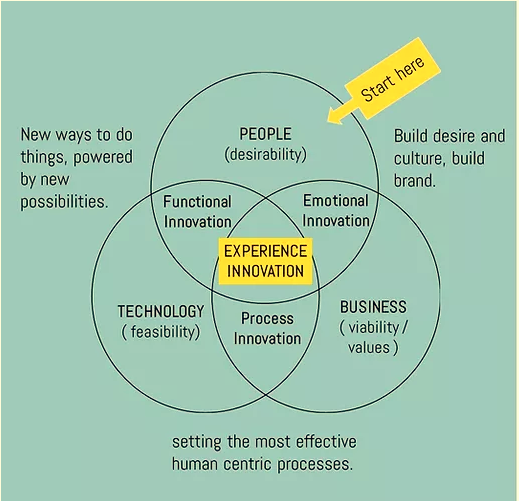 Start here
New ways to do
things, powered
by new
possibilities.
PEOPLE
(desirability)
Build desire and
culture, build
brand.
Functional
Innovation
Emotional
Innovation
EXPERIENCE
INNOVATION
TECHNOLOGY
( feasibility)
Process
Innovation
BUSINESS
( viability /
values )
setting the most effective
human centric processes.